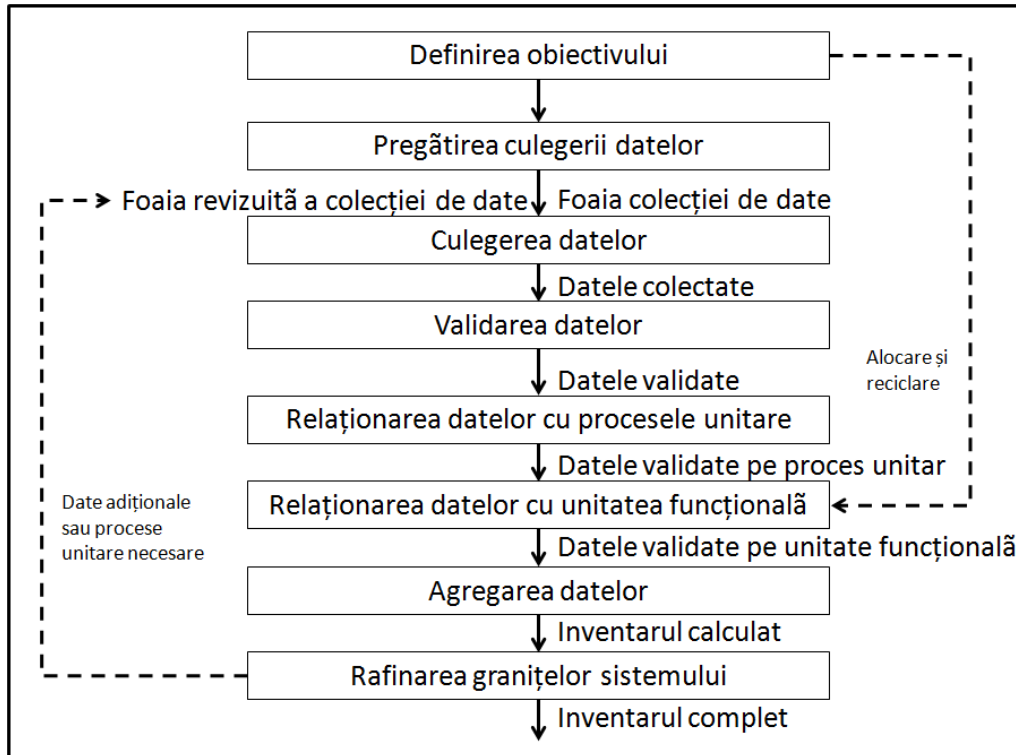 Definirea obiectivului
Pregãtirea culegerii datelor
Foaia revizuitã a colecției de date
Foaia colecției de date
Culegerea datelor
Datele colectate
Validarea datelor
Alocare și
reciclare
Datele validate
Relaționarea datelor cu procesele unitare
Datele validate pe proces unitar
Date adiționale
sau procese
unitare necesare
Relaționarea datelor cu unitatea funcționalã
Datele validate pe unitate funcționalã
Agregarea datelor
Inventarul calculat
Rafinarea granițelor sistemului
Inventarul complet